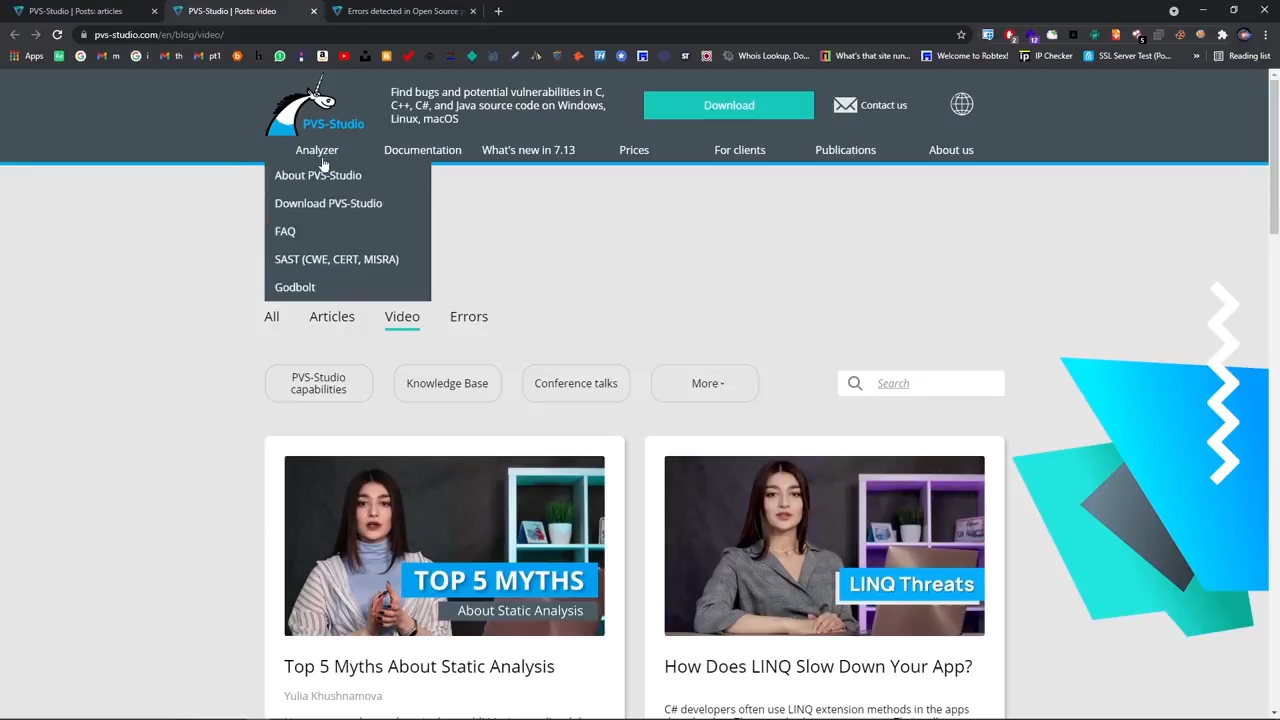 PVS-Studio | Posts: articles
PVS-Studio | Posts: video
Errors detected in Open Source p
pvs-studio.com/en/blog/video/
Apps
m
m
th
pt1
Whois Lookup, Do...
What's that site run...
Welcome to Robtex!
IP Checker
SSL Server Test (Po...
Reading list
PVS-Studio
Find bugs and potential vulnerabilities in C,
C++, C#, and Java source code on Windows,
Linux, macOS
Download
Contact us
Analyzer
Documentation
What's new in 7.13
Prices
For clients
Publications
About us
About PVS-Studio
Download PVS-Studio
FAQ
SAST (CWE, CERT, MISRA)
Godbolt
All
Articles
Video
Errors
PVS-Studio
capabilities
Knowledge Base
Conference talks
More
Search
TOP 5 MYTHS
About Static Analysis
LINQ Threats
Top 5 Myths About Static Analysis
How Does LINQ Slow Down Your App?
Yulia Khushnamova
C# developers often use LINQ extension methods in the apps